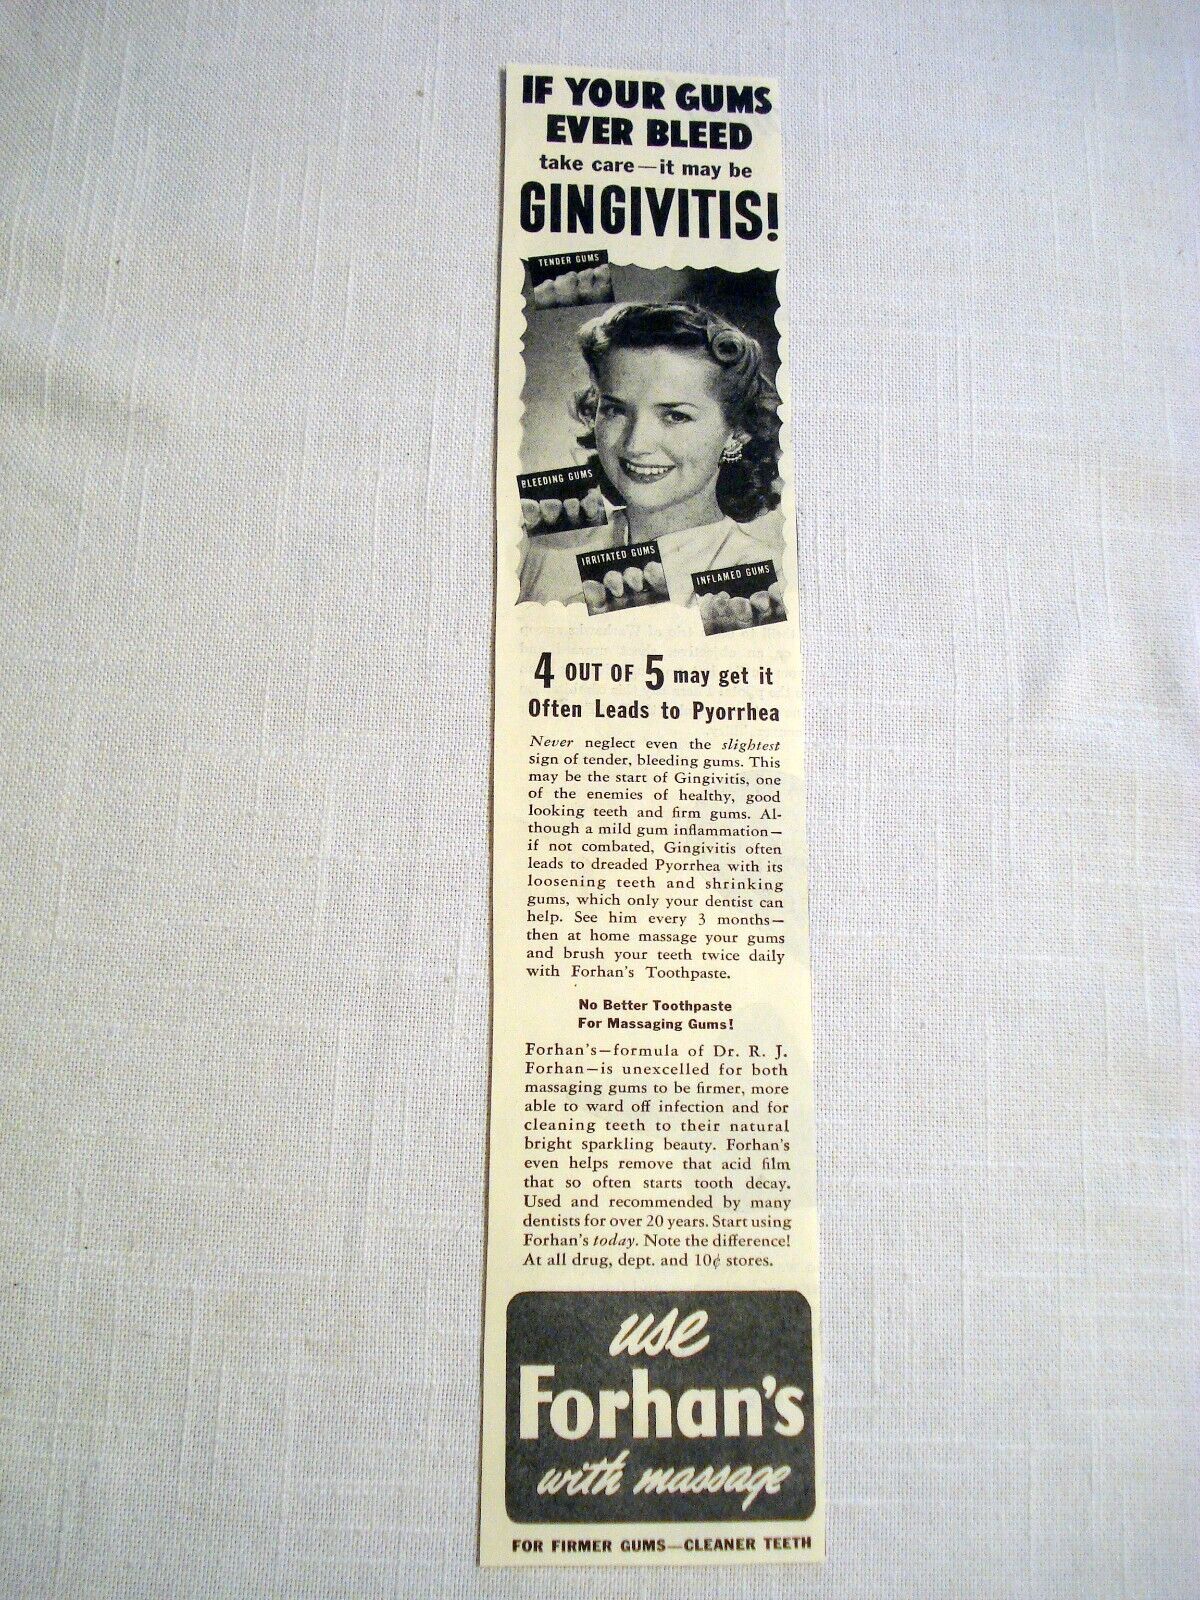 IF YOUR GUMS
EVER BLEED
take care—it may be
GINGIVITIS!
TENDER GUMS
BLEEDING GUMS
IRRITATED GUMS
INFLAMED GUMS
4 OUT OF 5 may get it
Often Leads to Pyorrhea
Never neglect even the slightest
sign of tender, bleeding gums. This
may be the start of Gingivitis, one
of the enemies of healthy, good
looking teeth and firm gums. Al-
though a mild gum inflammation—
if not combated, Gingivitis often
leads to dreaded Pyorrhea with its
loosening teeth and shrinking
gums, which only your dentist can
help. See him every 3 months—
then at home massage your gums
and brush your teeth twice daily
with Forhan's Toothpaste.
No Better Toothpaste
For Massaging Gums!
Forhan's—formula of Dr. R. J.
Forhan—is unexcelled for both
massaging gums to be firmer, more
able to ward off infection and for
cleaning teeth to their natural
bright sparkling beauty. Forhan's
even helps remove that acid film
that so often starts tooth decay.
Used and recommended by many
dentists for over 20 years. Start using
Forhan's today. Note the difference!
At all drug, dept. and 10¢ stores.
use
Forhan's
with massage
FOR FIRMER GUMS—CLEANER TEETH